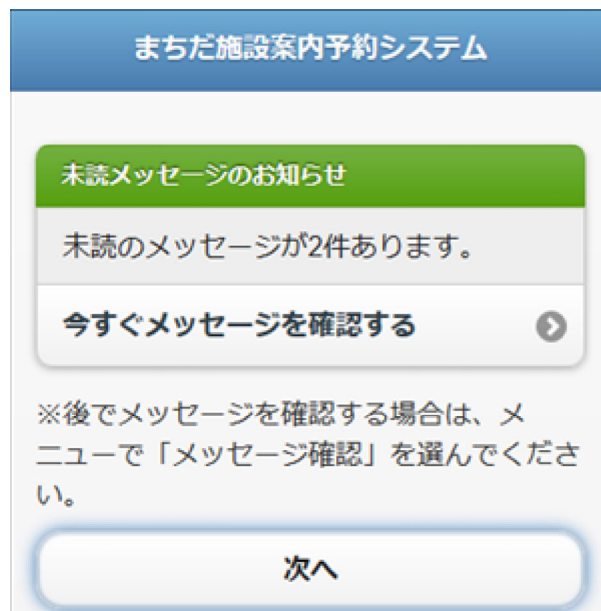 まちだ施設案内予約システム
未読メッセージのお知らせ
未読のメッセージが2件あります。
今すぐメッセージを確認する
※後でメッセージを確認する場合は、メ
ニューで「メッセージ確認」を選んでくださ
い。
次へ